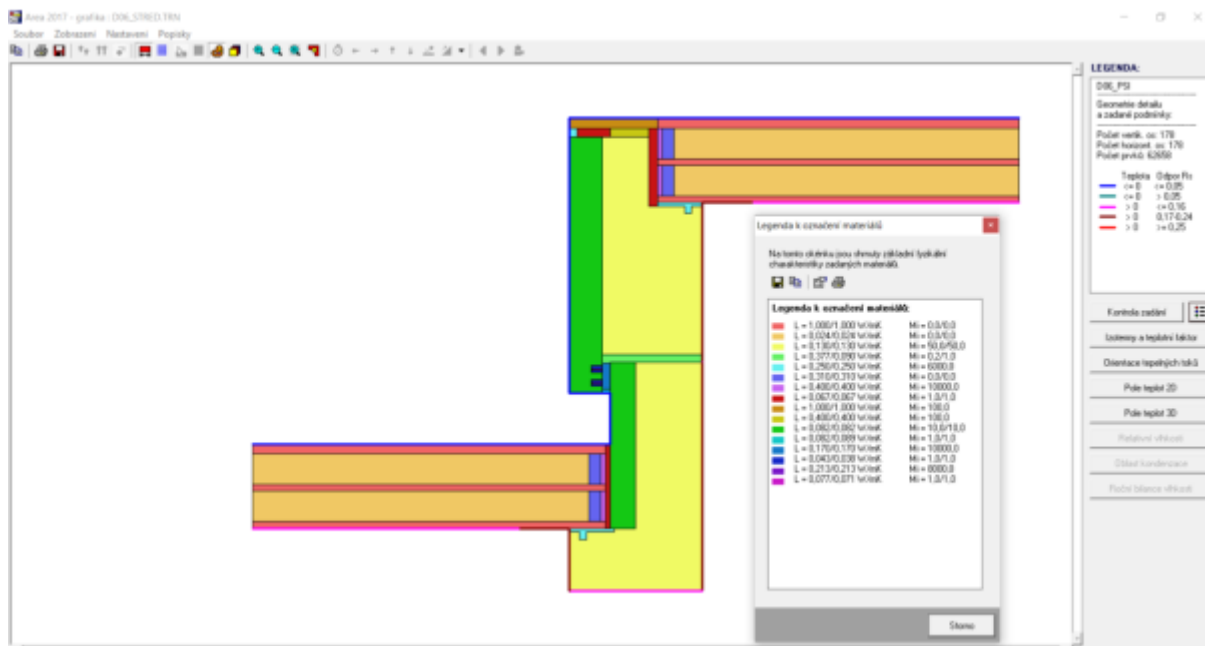 Area 2017 - grafika : D06_STRED.TRN
Soubor Zobrazení Nastavení Popisky
LEGENDA:
D06_PSI
Geometrie detailu
a zadané podmínky:
Počet vertik. os: 178
Počet horizont. os: 178
Počet prvků: 62658
Teplota Odpor Rs
<= 0 <= 0,05
<= 0 > 0,05
> 0 <= 0,16
> 0 0,17-0,24
> 0 >= 0,25
Kontrola zadání
Izotermy a teplotní faktor
Orientace tepelných toků
Pole teplot 2D
Pole teplot 3D
Relativní vlhkosti
Oblast kondenzace
Roční bilance vlhkosti
Legenda k označení materiálů
Na tomto okénku jsou shrnuty základní fyzikální
charakteristiky zadaných materiálů.
Legenda k označení materiálů:
L = 1,000/1,000 W/mK Mi = 0,0/0,0
L = 0,024/0,024 W/mK Mi = 0,0/0,0
L = 0,130/0,130 W/mK Mi = 50,0/50,0
L = 0,377/0,090 W/mK Mi = 0,2/1,0
L = 0,250/0,250 W/mK Mi = 6000,0
L = 0,310/0,310 W/mK Mi = 0,0/0,0
L = 0,400/0,400 W/mK Mi = 10000,0
L = 0,067/0,067 W/mK Mi = 1,0/1,0
L = 1,000/1,000 W/mK Mi = 100,0
L = 0,400/0,400 W/mK Mi = 100,0
L = 0,082/0,082 W/mK Mi = 10,0/10,0
L = 0,082/0,089 W/mK Mi = 1,0/1,0
L = 0,170/0,170 W/mK Mi = 10000,0
L = 0,043/0,038 W/mK Mi = 1,0/1,0
L = 0,213/0,213 W/mK Mi = 8000,0
L = 0,077/0,071 W/mK Mi = 1,0/1,0
Storno